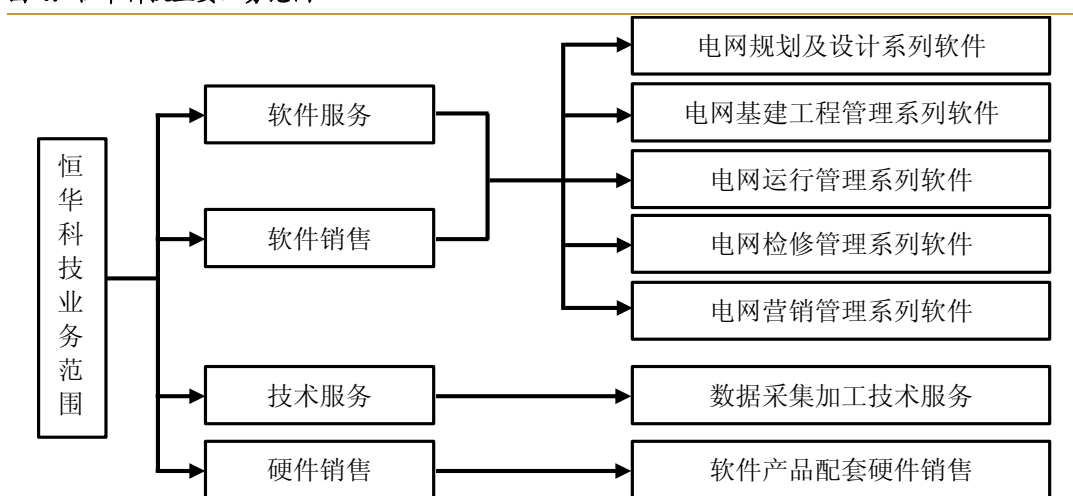 恒华科技业务范围
软件服务
软件销售
技术服务
硬件销售
电网规划及设计系列软件
电网基建工程管理系列软件
电网运行管理系列软件
电网检修管理系列软件
电网营销管理系列软件
数据采集加工技术服务
软件产品配套硬件销售